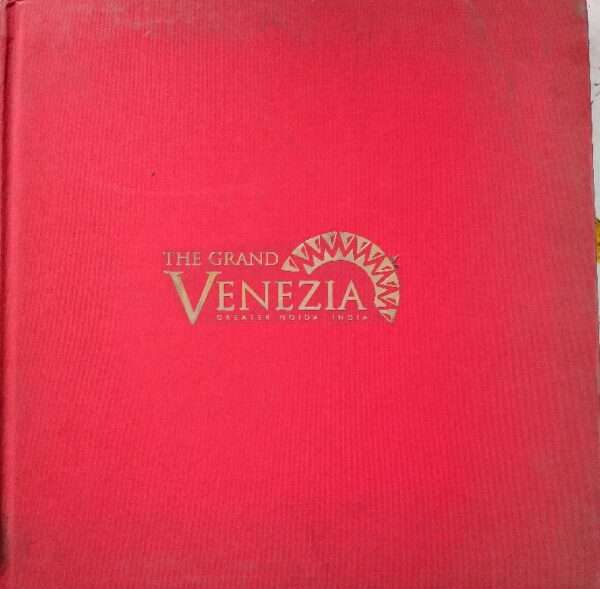 THE GRAND
VENEZIA
GREATER NOIDA INDIA